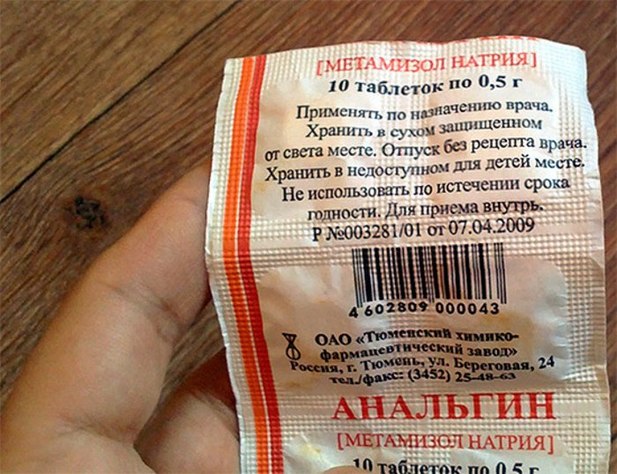 [МЕТАМИЗОЛ НАТРИЯ]
10 таблеток по 0,5 г
Применять по назначению врача.
Хранить в сухом защищенном
от света месте. Отпуск без рецепта врача.
Хранить в недоступном для детей месте.
Не использовать по истечении срока
годности. Для приема внутрь.
Р №003281/01 от 07.04.2009
4 602809 000043
ОАО «Тюменский химико-
фармацевтический завод»
Россия, г. Тюмень, ул. Береговая, 24
тел./факс: (3452) 25-48-63
АНАЛЬГИН
[МЕТАМИЗОЛ НАТРИЯ]
10 таблеток по 0,5 г